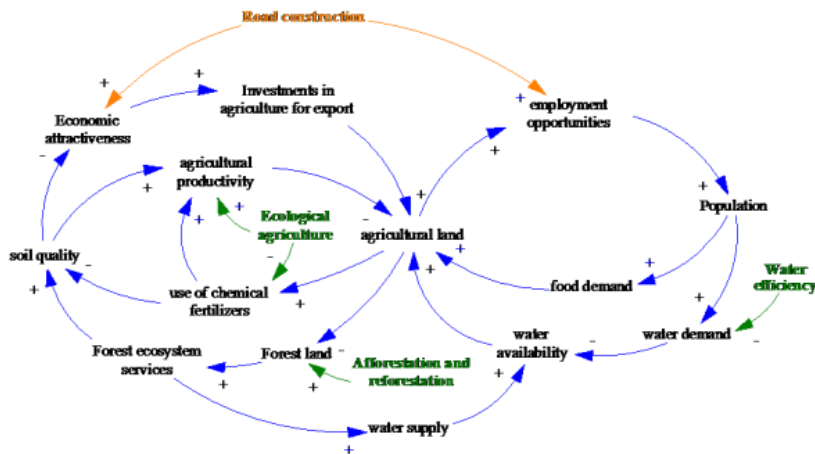 Road construction
Economic
attractiveness
Investments in
agriculture for export
employment
opportunities
agricultural
productivity
Population
Ecological
agriculture
agricultural land
soil quality
use of chemical
fertilizers
food demand
Water
efficiency
Forest ecosystem
services
Forest land
Afforestation and
reforestation
water
availability
water demand
water supply